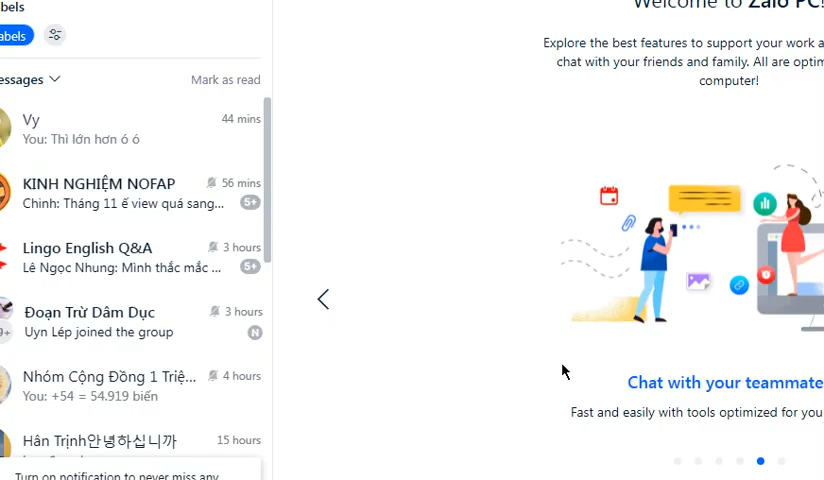 abels
abels
essages
Mark as read
Vy
44 mins
You: Thì lớn hơn ó ó
KINH NGHIỆM NOFAP
56 mins
Chinh: Tháng 11 ế view quá sang...
5+
Lingo English Q&A
3 hours
Lê Ngọc Nhung: Mình thắc mắc ...
5+
Đoạn Trừ Dâm Dục
3 hours
9+
Uyn Lép joined the group
N
Nhóm Cộng Đồng 1 Triệ...
4 hours
You: +54 = 54.919 biến
Hân Trịnh안녕하십니까
15 hours
Turn on notification to never miss any
Welcome to Zalo PC!
Explore the best features to support your work a
chat with your friends and family. All are optim
computer!
Chat with your teammate
Fast and easily with tools optimized for you